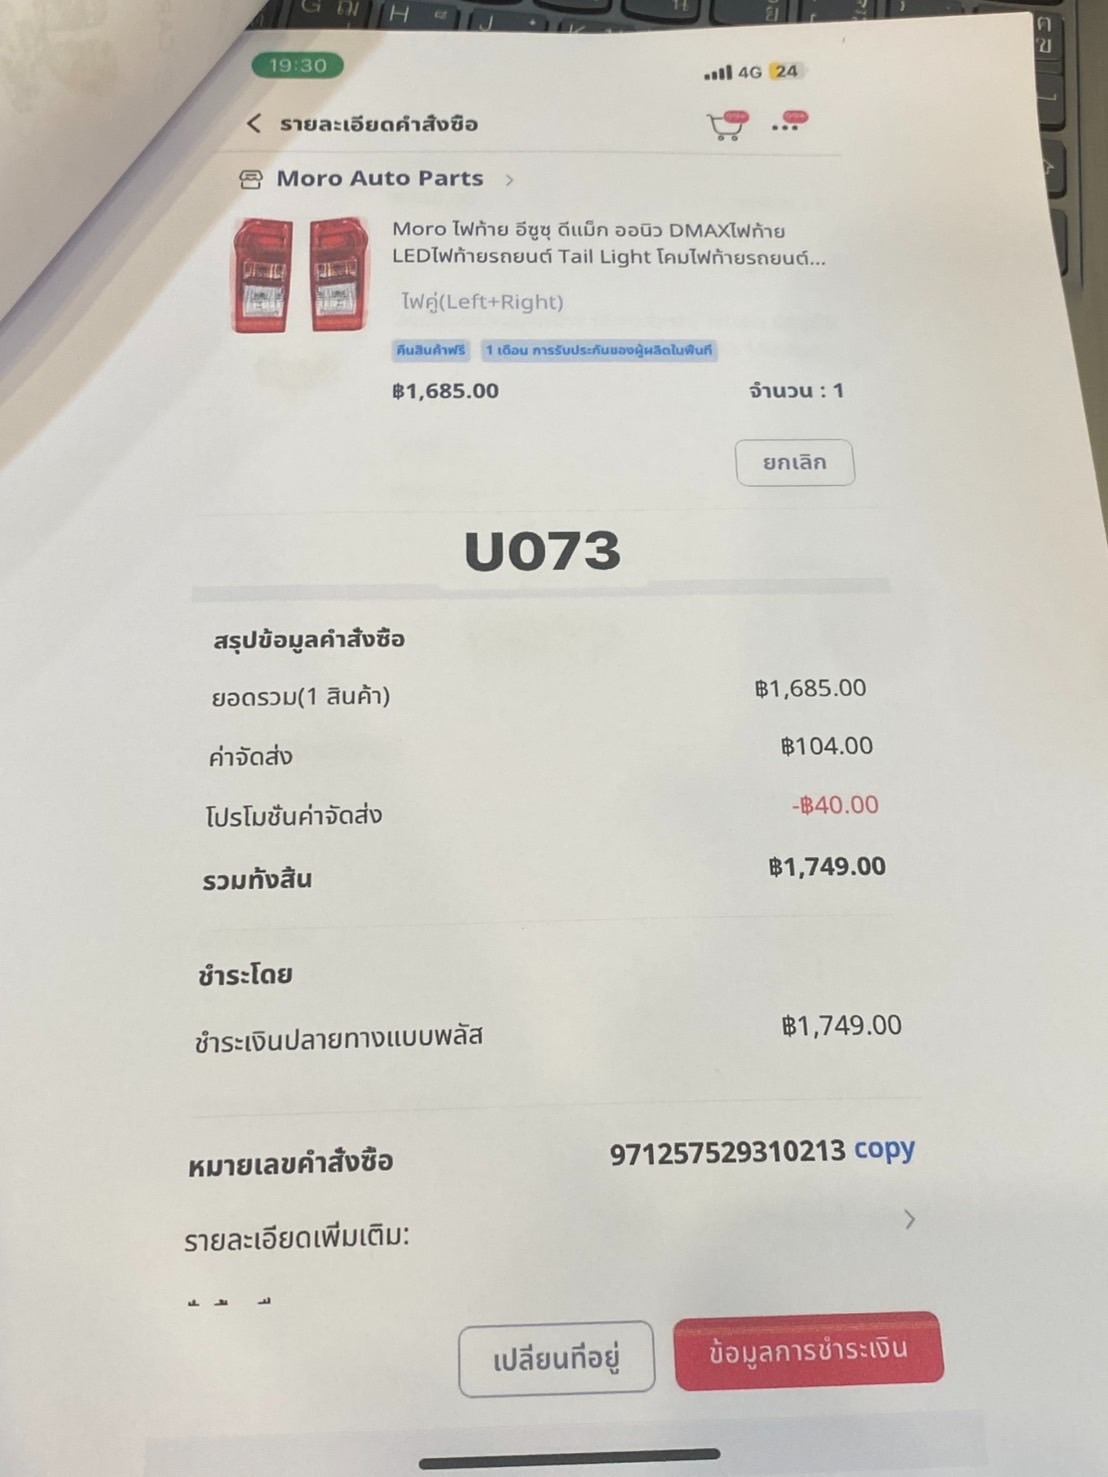 19:30
4G 24
รายละเอียดคำสั่งซื้อ
Moro Auto Parts
Moro ไฟท้าย อีซูซุ ดีแม็ก ออนิว DMAXไฟท้าย
LEDไฟท้ายรถยนต์ Tail Light โคมไฟท้ายรถยนต์...
ไฟคู่(Left+Right)
คืนสินค้าฟรี 1 เดือน การรับประกันของผู้ผลิตในพื้นที่
฿1,685.00 จำนวน : 1
ยกเลิก
U073
สรุปข้อมูลคำสั่งซื้อ
ยอดรวม(1 สินค้า) ฿1,685.00
ค่าจัดส่ง ฿104.00
โปรโมชั่นค่าจัดส่ง -฿40.00
รวมทั้งสิ้น ฿1,749.00
ชำระโดย
ชำระเงินปลายทางแบบพลัส ฿1,749.00
หมายเลขคำสั่งซื้อ 971257529310213 copy
รายละเอียดเพิ่มเติม:
เปลี่ยนที่อยู่ ข้อมูลการชำระเงิน